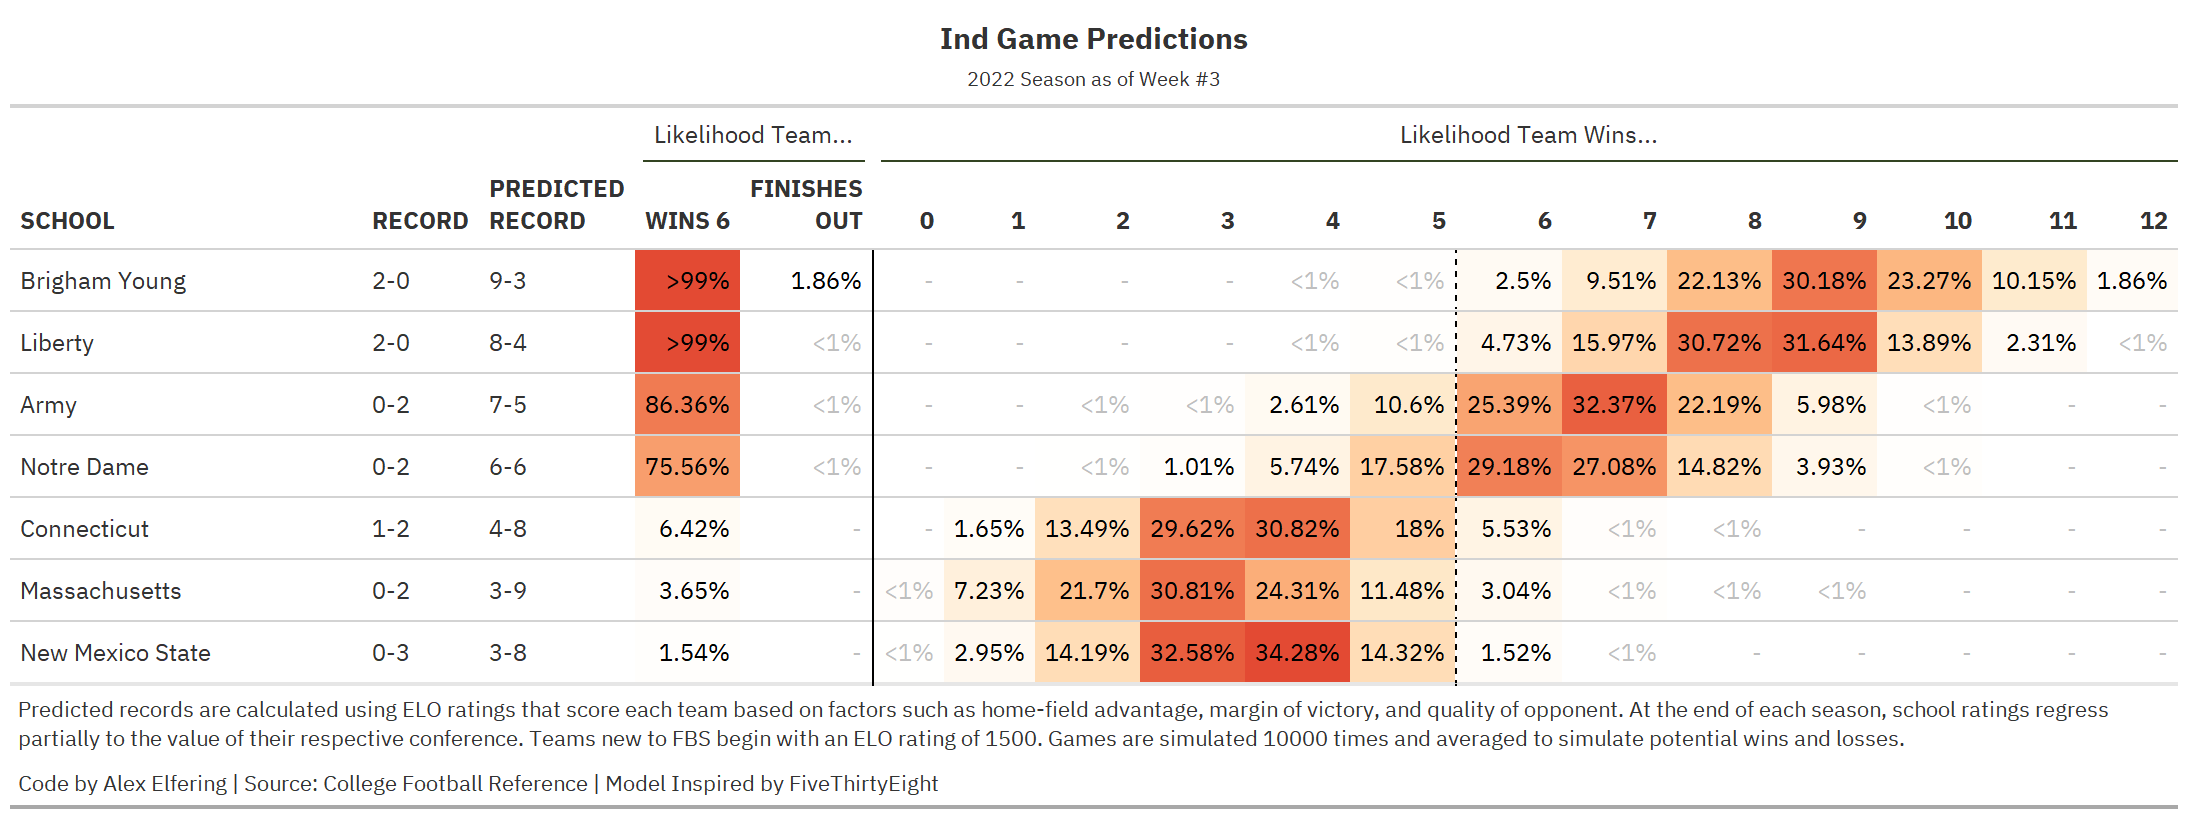 Ind Game Predictions
2022 Season as of Week #3
Likelihood Team... Likelihood Team Wins...
SCHOOL RECORD PREDICTED RECORD WINS 6 FINISHES OUT 0 1 2 3 4 5 6 7 8 9 10 11 12
Brigham Young 2-0 9-3 >99% 1.86% - - - - <1% <1% 2.5% 9.51% 22.13% 30.18% 23.27% 10.15% 1.86%
Liberty 2-0 8-4 >99% <1% - - - - <1% <1% 4.73% 15.97% 30.72% 31.64% 13.89% 2.31% <1%
Army 0-2 7-5 86.36% <1% - - <1% <1% 2.61% 10.6% 25.39% 32.37% 22.19% 5.98% <1% - -
Notre Dame 0-2 6-6 75.56% <1% - - <1% 1.01% 5.74% 17.58% 29.18% 27.08% 14.82% 3.93% <1% - -
Connecticut 1-2 4-8 6.42% - - 1.65% 13.49% 29.62% 30.82% 18% 5.53% <1% <1% - - - -
Massachusetts 0-2 3-9 3.65% - <1% 7.23% 21.7% 30.81% 24.31% 11.48% 3.04% <1% <1% <1% - - -
New Mexico State 0-3 3-8 1.54% - <1% 2.95% 14.19% 32.58% 34.28% 14.32% 1.52% <1% - - - - -
Predicted records are calculated using ELO ratings that score each team based on factors such as home-field advantage, margin of victory, and quality of opponent. At the end of each season, school ratings regress
partially to the value of their respective conference. Teams new to FBS begin with an ELO rating of 1500. Games are simulated 10000 times and averaged to simulate potential wins and losses.
Code by Alex Elfering | Source: College Football Reference | Model Inspired by FiveThirtyEight